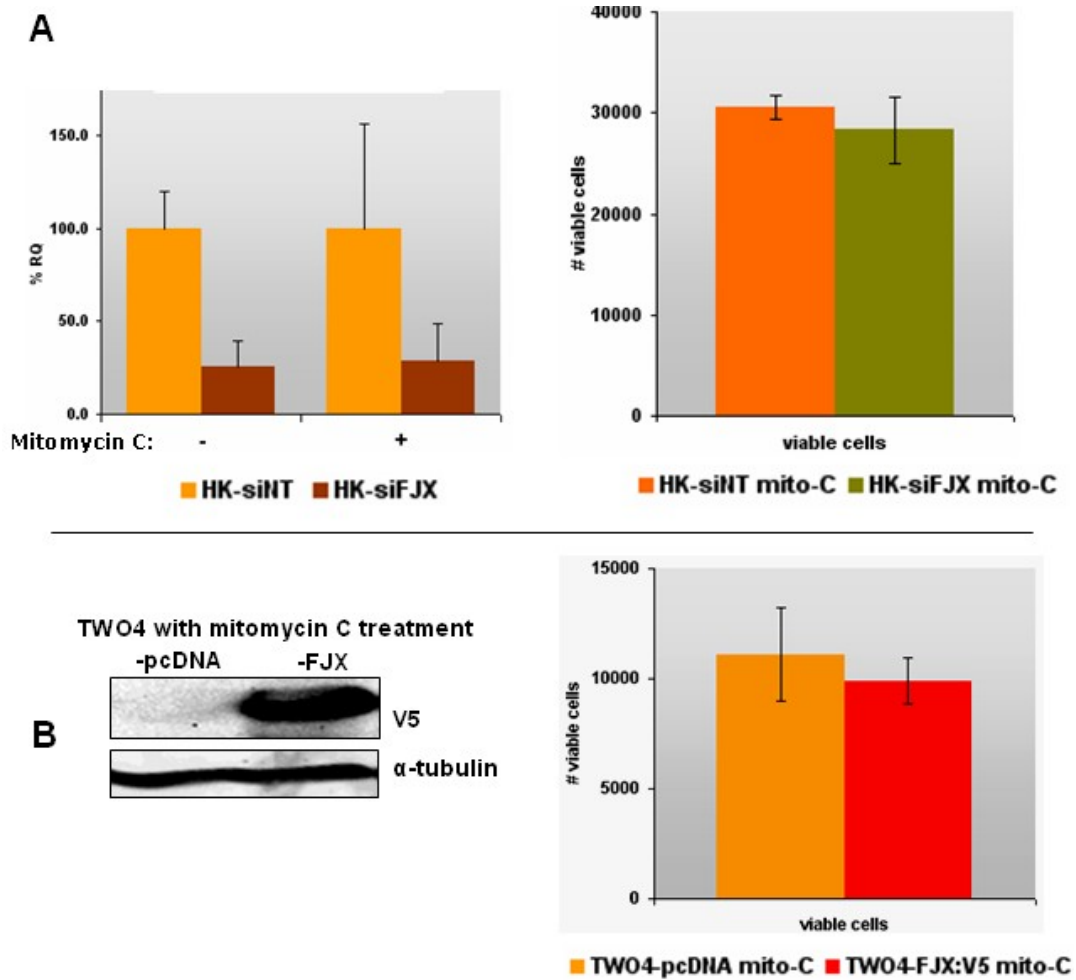 A
150.0
100.0
50.0
0.0
% RQ
Mitomycin C: - +
HK-siNT HK-siFJX
40000
30000
20000
10000
0
# viable cells
viable cells
HK-siNT mito-C HK-siFJX mito-C
B
TWO4 with mitomycin C treatment
-pcDNA -FJX
V5
α-tubulin
15000
10000
5000
0
# viable cells
viable cells
TWO4-pcDNA mito-C TWO4-FJX:V5 mito-C